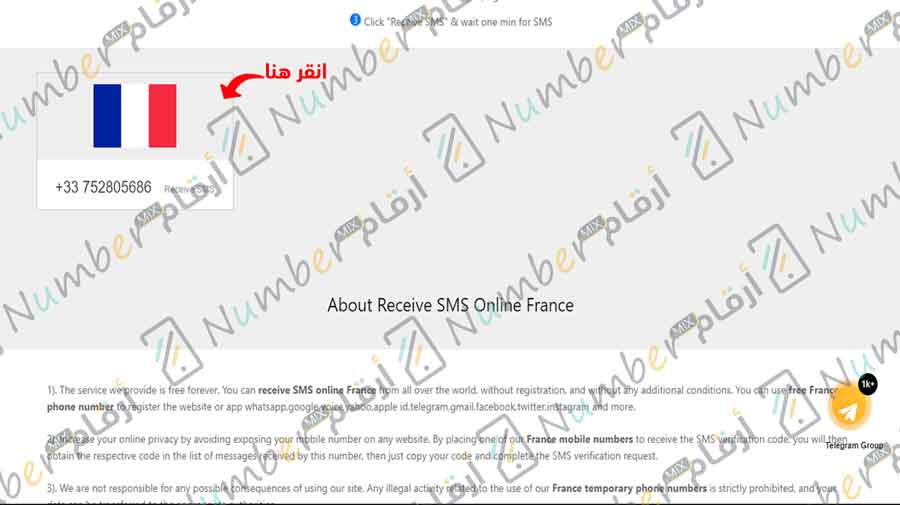 3 Click "Receive SMS" & wait one min for SMS
انقر هنا
+33 752805686 Receive SMS
About Receive SMS Online France
1). The service we provide is free forever. You can receive SMS online France from all over the world, without registration, and without any additional conditions. You can use free France
phone number to register the website or app whatsapp,google voice,yahoo,apple id,telegram,gmail,facebook,twitter,instagram and more.
1k+
Telegram Group
2). Increase your online privacy by avoiding exposing your mobile number on any website. By placing one of our France mobile numbers to receive the SMS verification code, you will then
obtain the respective code in the list of messages received by this number, then just copy your code and complete the SMS verification request.
3). We are not responsible for any possible consequences of using our site. Any illegal activity related to the use of our France temporary phone numbers is strictly prohibited, and your
Number MIX أرقام